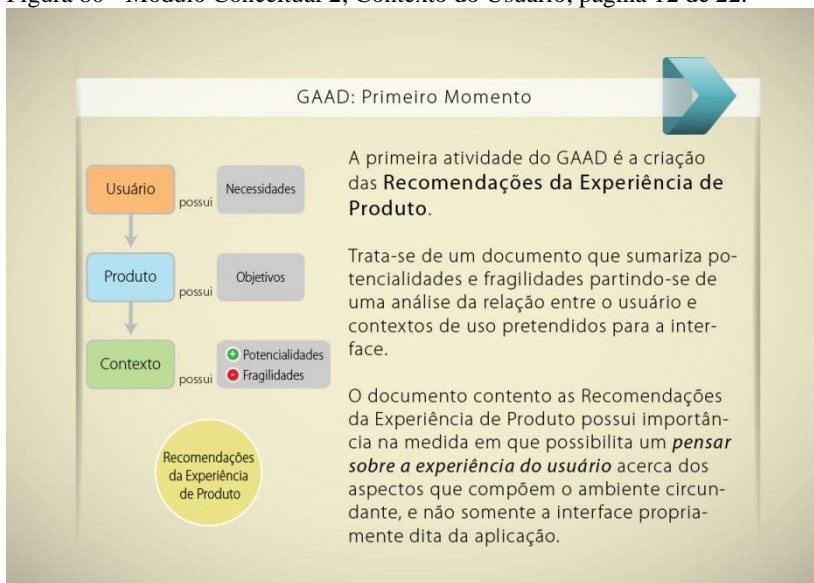 Figura 80 - Módulo Conceitual 2, Contexto do Usuário, página 12 de 22.
GAAD: Primeiro Momento
Usuário
possui
Necessidades
Produto
possui
Objetivos
Contexto
possui
Potencialidades
Fragilidades
Recomendações
da Experiência
de Produto
A primeira atividade do GAAD é a criação
das Recomendações da Experiência de
Produto.
Trata-se de um documento que sumariza po-
tencialidades e fragilidades partindo-se de
uma análise da relação entre o usuário e
contextos de uso pretendidos para a inter-
face.
O documento contento as Recomendações
da Experiência de Produto possui importân-
cia na medida em que possibilita um pensar
sobre a experiência do usuário acerca dos
aspectos que compõem o ambiente circun-
dante, e não somente a interface propria-
mente dita da aplicação.